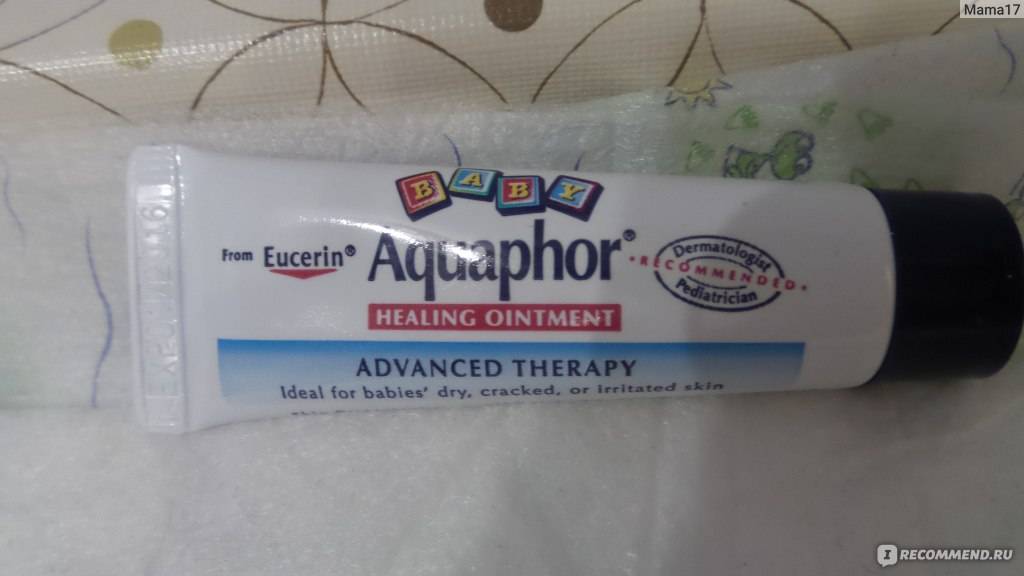 Mama17
BABY
From Eucerin®
Aquaphor®
Dermatologist
RECOMMENDED
Pediatrician
HEALING OINTMENT
ADVANCED THERAPY
Ideal for babies' dry, cracked, or irritated skin
I RECOMMEND.RU